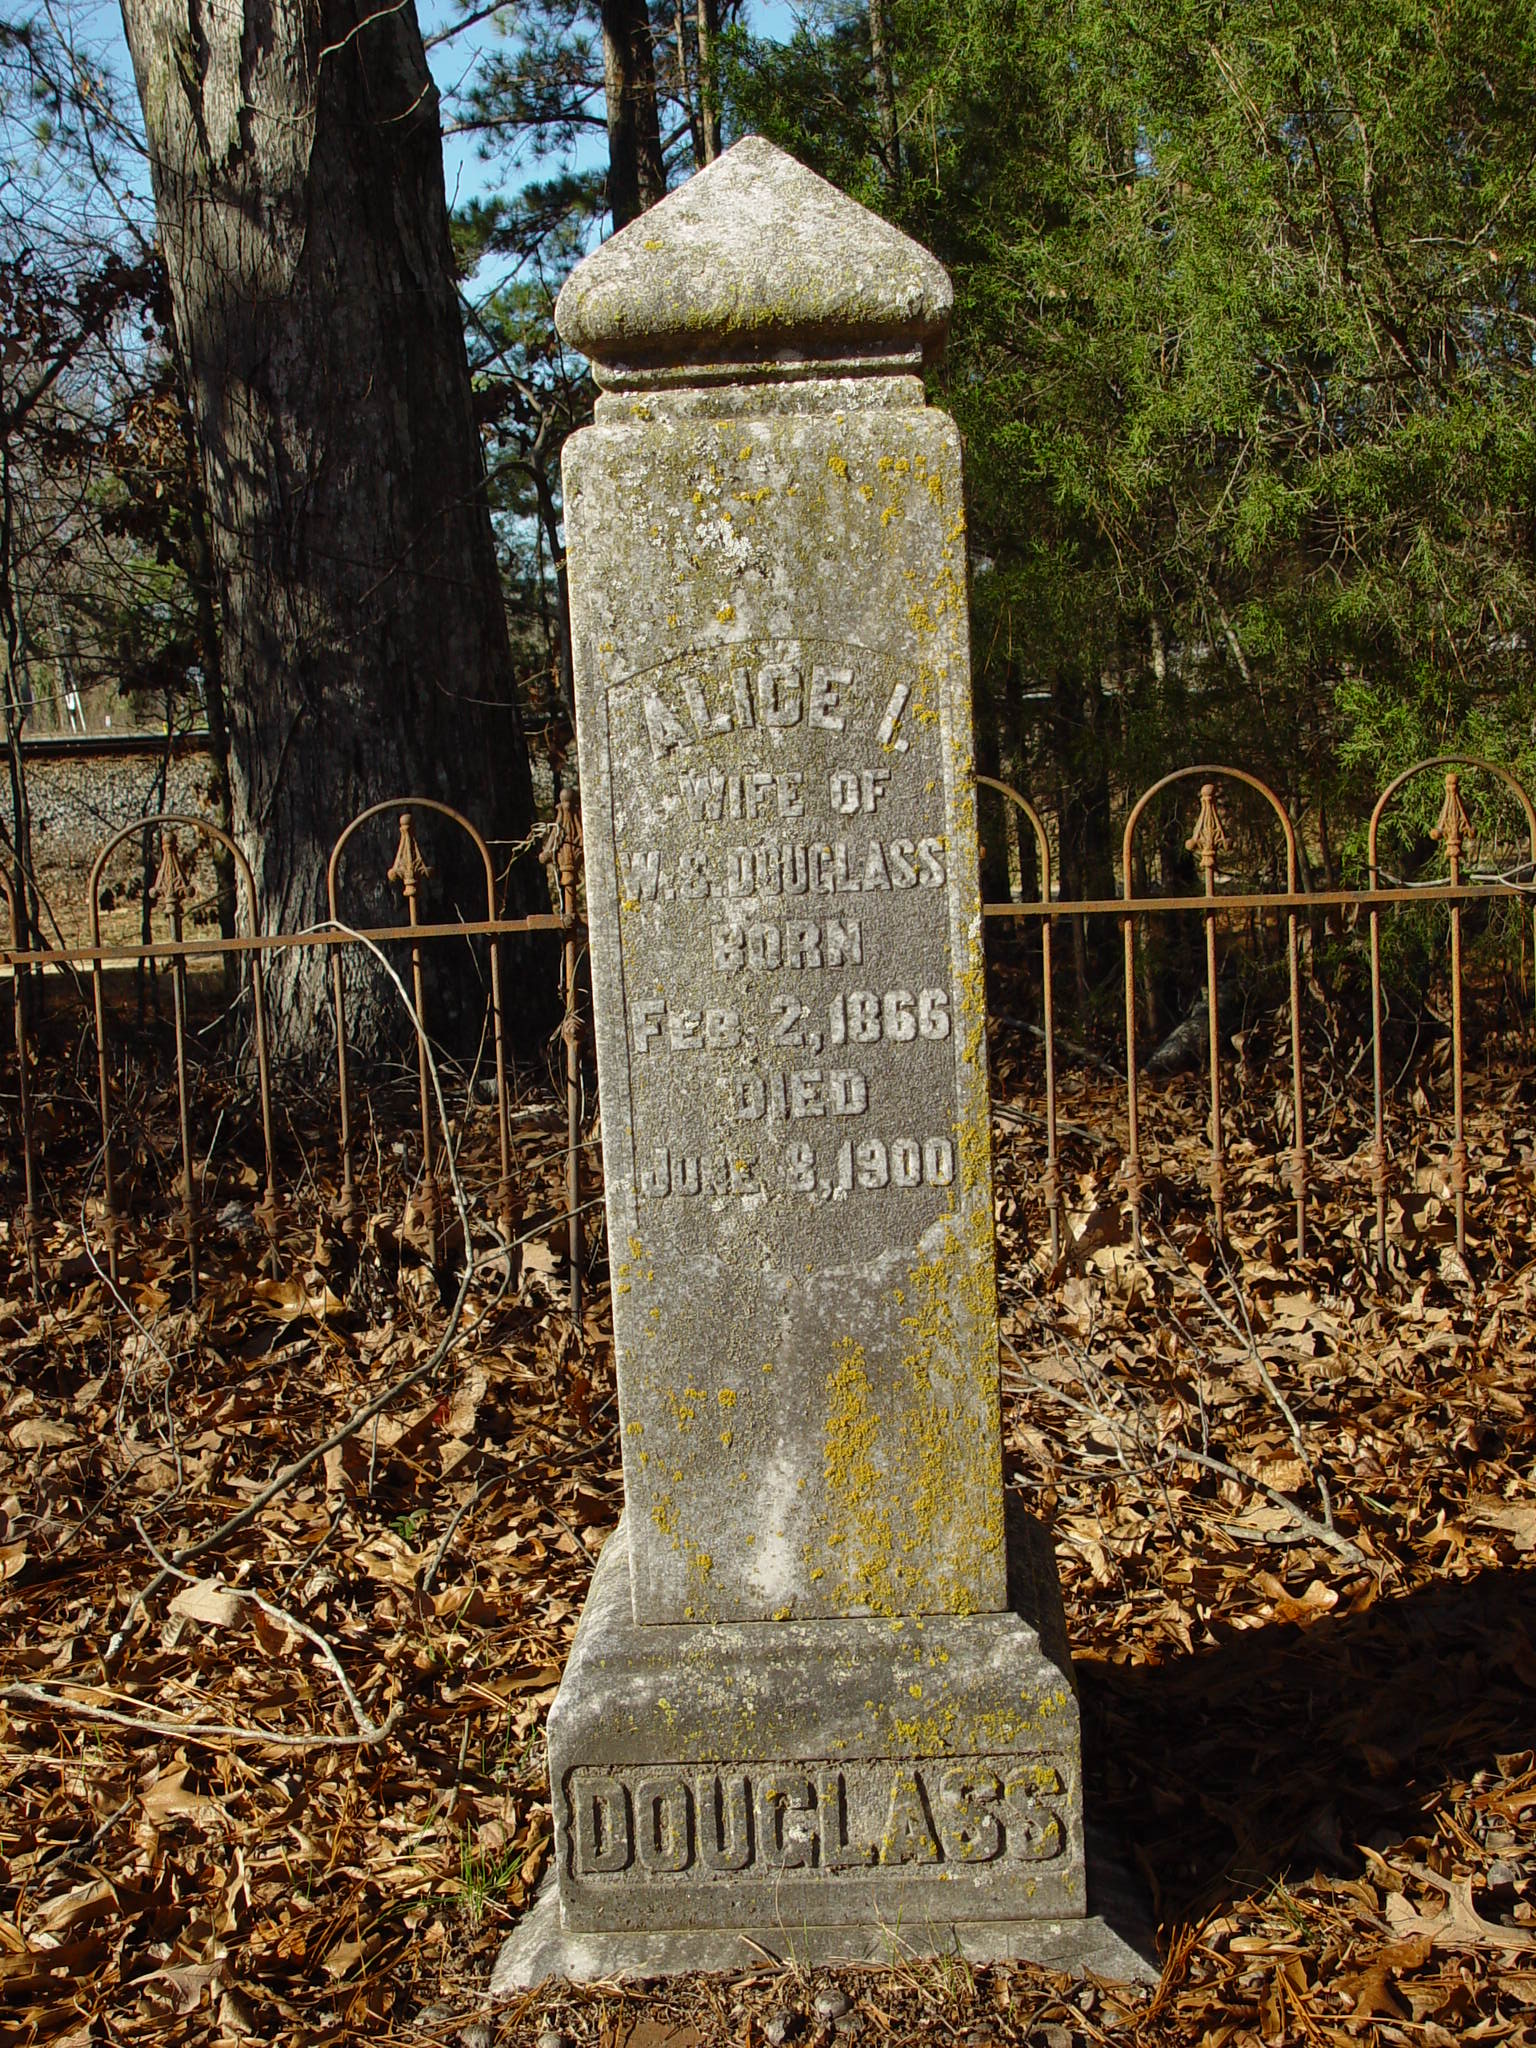 ALICE I.
WIFE OF
W. S. DOUGLASS
BORN
FEB. 2, 1866
DIED
JUNE 8, 1900
DOUGLASS